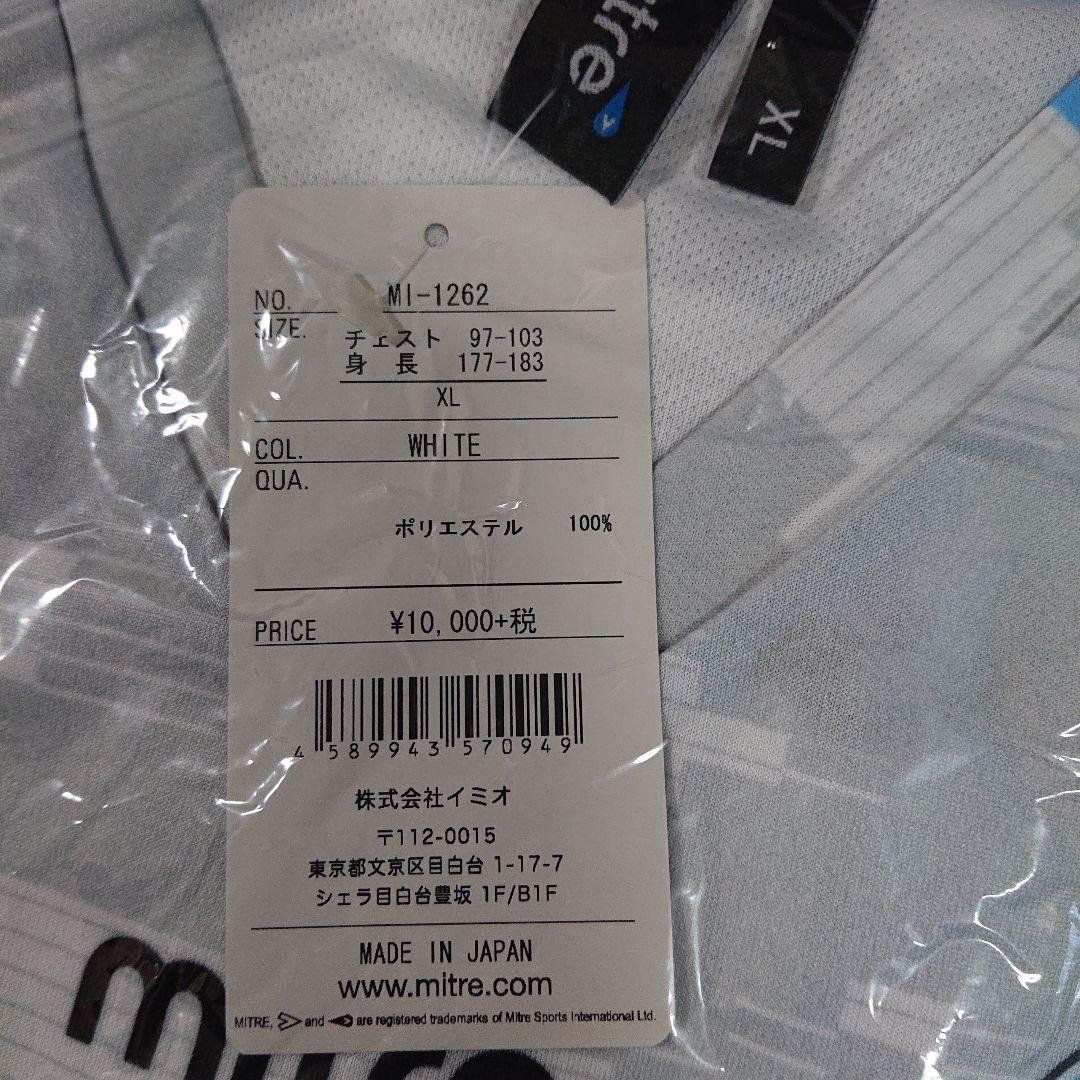 mitre
XL
NO. MI-1262
SIZE. チェスト 97-103
身長 177-183
XL
COL. WHITE
QUA.
ポリエステル 100%
PRICE ¥10,000+税
4 589943 570949
株式会社イミオ
〒112-0015
東京都文京区目白台 1-17-7
シェラ目白台豊坂 1F/B1F
MADE IN JAPAN
www.mitre.com
MITRE, and are registered trademarks of Mitre Sports International Ltd.
mitre